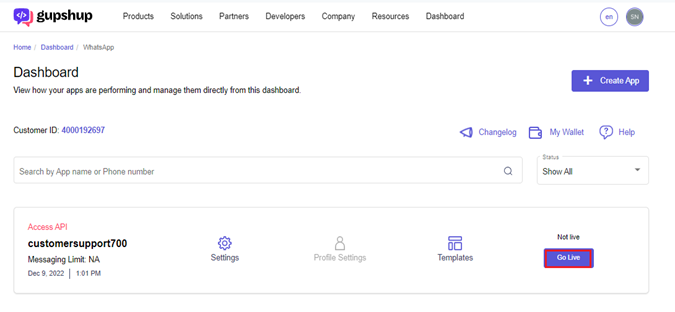 gupshup Products Solutions Partners Developers Company Resources Dashboard en SN
Home / Dashboard / WhatsApp
Dashboard
View how your apps are performing and manage them directly from this dashboard.
+ Create App
Customer ID: 4000192697
Changelog My Wallet ? Help
Search by App name or Phone number
Status
Show All
Access API
customersupport700
Messaging Limit: NA
Dec 9, 2022 | 1:01 PM
Settings
Profile Settings
Templates
Not live
Go Live